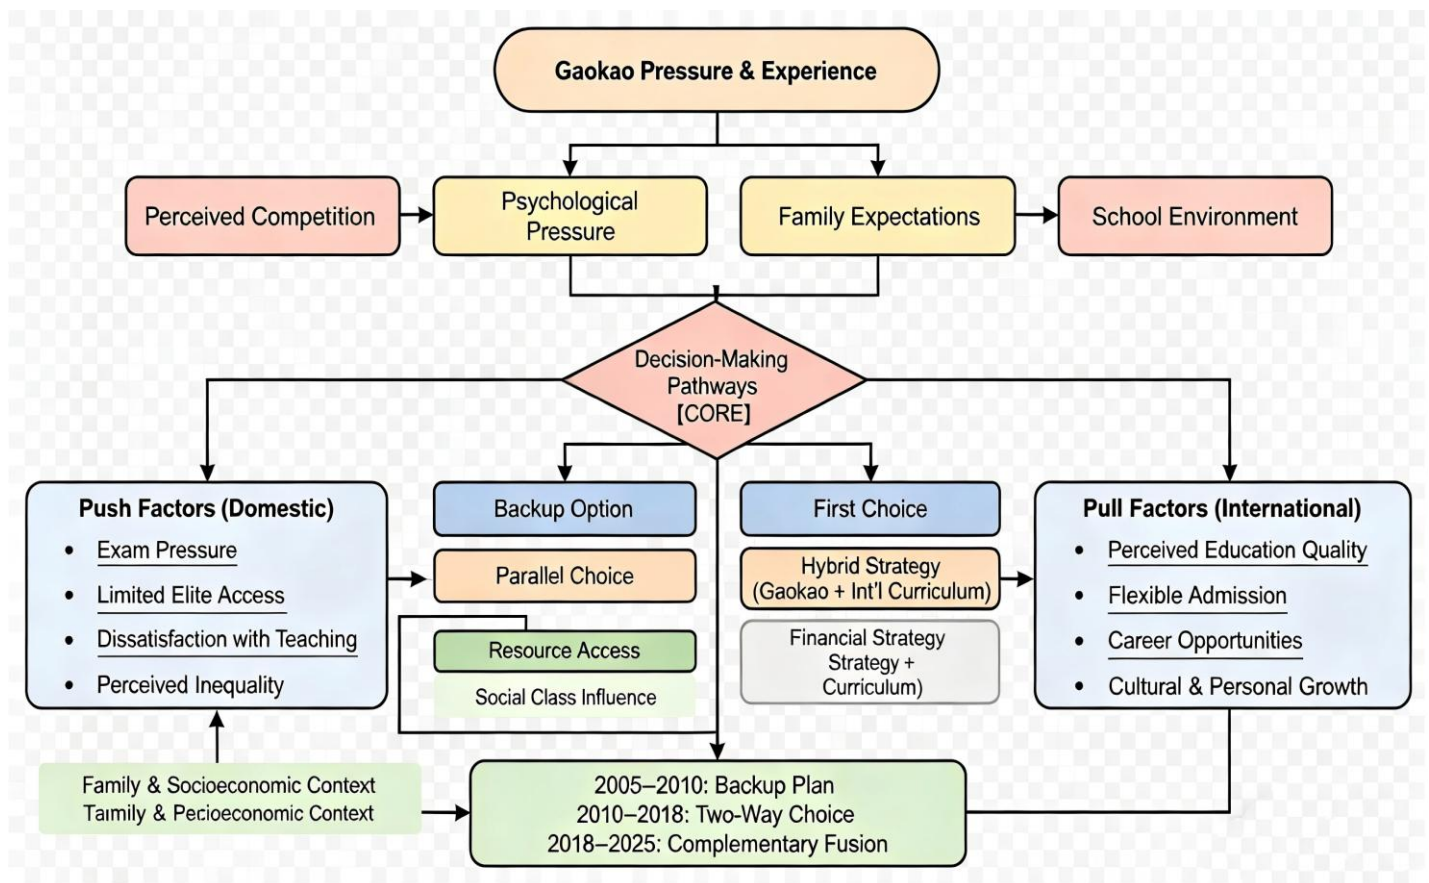 Gaokao Pressure & Experience
Perceived Competition
Psychological
Pressure
Family Expectations
School Environment
Decision-Making
Pathways
【CORE】
Push Factors (Domestic)
• Exam Pressure
• Limited Elite Access
• Dissatisfaction with Teaching
• Perceived Inequality
Backup Option
Parallel Choice
Resource Access
Social Class Influence
First Choice
Hybrid Strategy
(Gaokao + Int'l Curriculum)
Financial Strategy
Strategy +
Curriculum)
Pull Factors (International)
• Perceived Education Quality
• Flexible Admission
• Career Opportunities
• Cultural & Personal Growth
Family & Socioeconomic Context
& Context
2005–2010: Backup Plan
2010–2018: Two-Way Choice
2018–2025: Complementary Fusion